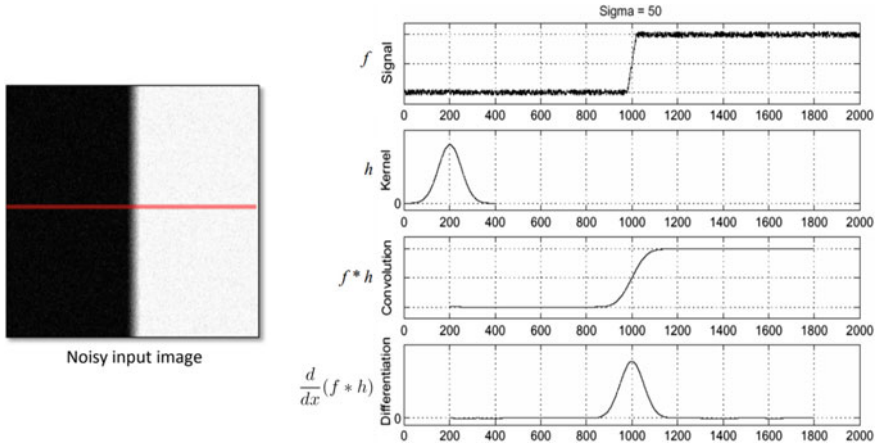 Sigma = 50
f
Signal
0 200 400 600 800 1000 1200 1400 1600 1800 2000
h
Kernel
0
0 200 400 600 800 1000 1200 1400 1600 1800 2000
f * h
Convolution
0 200 400 600 800 1000 1200 1400 1600 1800 2000
d/dx (f * h)
Differentiation
0
0 200 400 600 800 1000 1200 1400 1600 1800 2000
Noisy input image